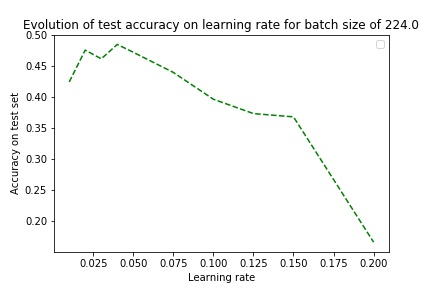 Evolution of test accuracy on learning rate for batch size of 224.0
0.50
0.45
0.40
0.35
0.30
0.25
0.20
Accuracy on test set
0.025 0.050 0.075 0.100 0.125 0.150 0.175 0.200
Learning rate